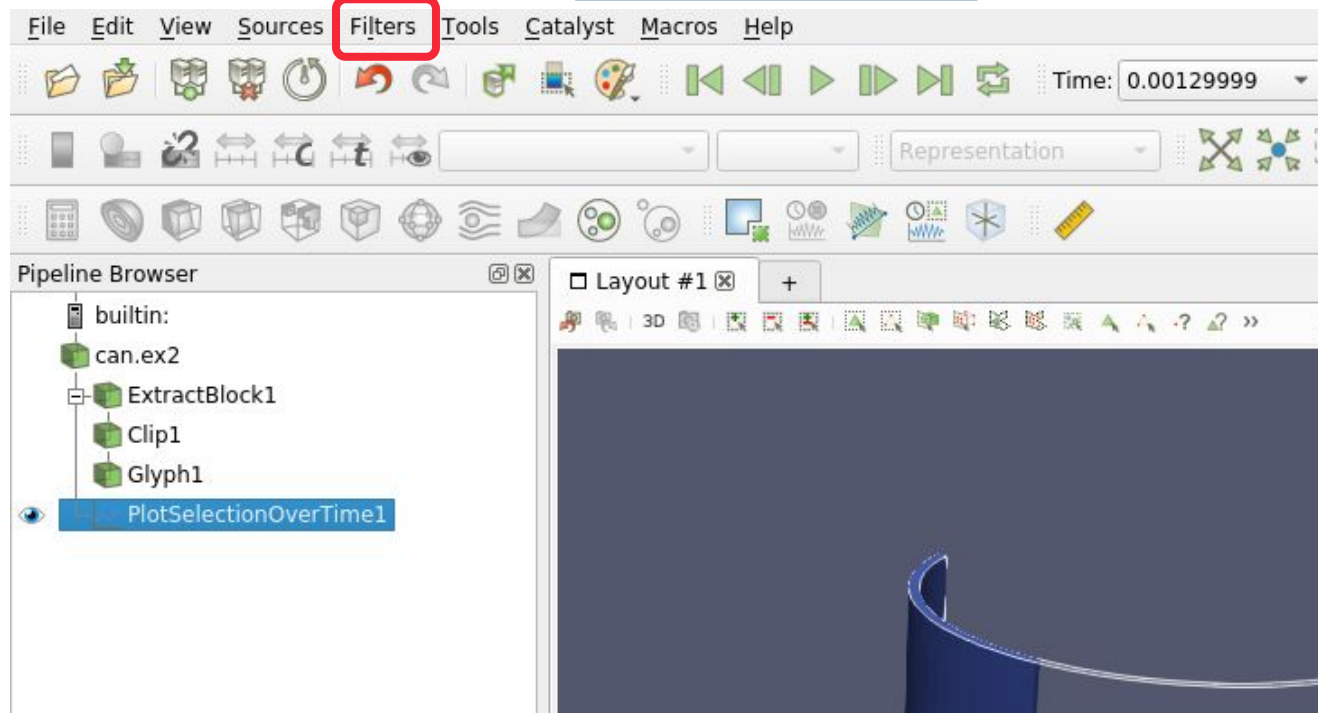 File Edit View Sources Filters Tools Catalyst Macros Help
Time: 0.00129999
Representation
Pipeline Browser
Layout #1
+
builtin:
3D
can.ex2
ExtractBlock1
Clip1
Glyph1
PlotSelectionOverTime1